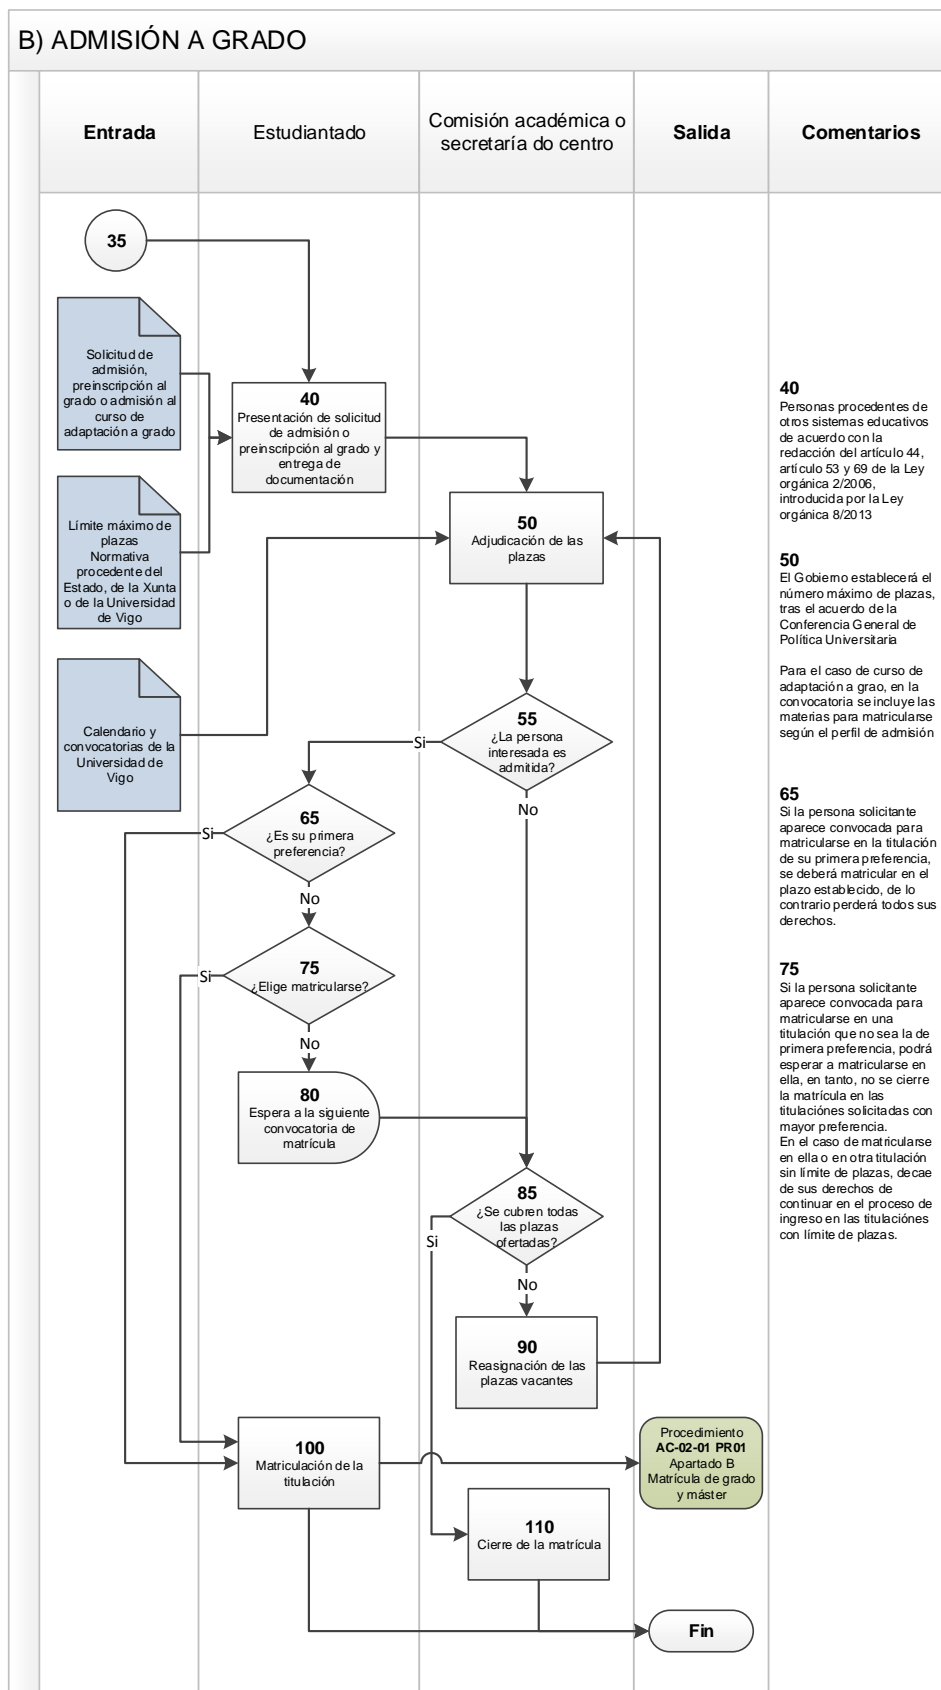 B) ADMISIÓN A GRADO
Entrada
Estudiantado
Comisión académica o
secretaría do centro
Salida
Comentarios
35
Solicitud de
admisión,
preinscripción al
grado o admisión al
curso de
adaptación a grado
40
Presentación de solicitud
de admisión o
preinscripción al grado y
entrega de
documentación
40
Personas procedentes de
otros sistemas educativos
de acuerdo con la
redacción del artículo 44,
artículo 53 y 69 de la Ley
orgánica 2/2006,
introducida por la Ley
orgánica 8/2013
Límite máximo de
plazas
Normativa
procedente del
Estado, de la Xunta
o de la Universidad
de Vigo
50
Adjudicación de las
plazas
50
El Gobierno establecerá el
número máximo de plazas,
tras el acuerdo de la
Conferencia General de
Política Universitaria
Para el caso de curso de
adaptación a grao, en la
convocatoria se incluye las
materias para matricularse
según el perfil de admisión
Calendario y
convocatorias de la
Universidad de
Vigo
55
¿La persona
interesada es
admitida?
Si
No
65
¿Es su primera
preferencia?
Si
No
65
Si la persona solicitante
aparece convocada para
matricularse en la titulación
de su primera preferencia,
se deberá matricular en el
plazo establecido, de lo
contrario perderá todos sus
derechos.
75
¿Elige matricularse?
Si
No
75
Si la persona solicitante
aparece convocada para
matricularse en una
titulación que no sea la de
primera preferencia, podrá
esperar a matricularse en
ella, en tanto, no se cierre
la matrícula en las
titulaciónes solicitadas con
mayor preferencia.
En el caso de matricularse
en ella o en otra titulación
sin límite de plazas, decae
de sus derechos de
continuar en el proceso de
ingreso en las titulaciónes
con límite de plazas.
80
Espera a la siguiente
convocatoria de
matrícula
85
¿Se cubren todas
las plazas
ofertadas?
Si
No
90
Reasignación de las
plazas vacantes
100
Matriculación de la
titulación
Procedimiento
AC-02-01 PR01
Apartado B
Matrícula de grado
y máster
110
Cierre de la matrícula
Fin